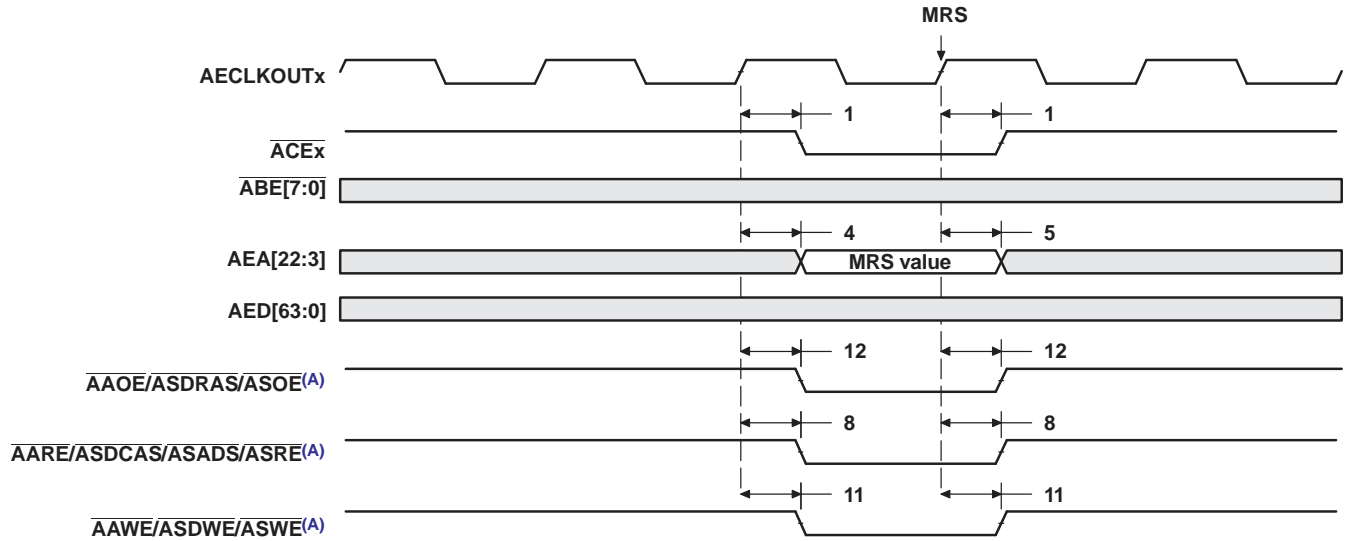 MRS
AECLKOUTx
1 1
ACEx
ABE[7:0]
4 5
AEA[22:3] MRS value
AED[63:0]
12 12
AAOE/ASDRAS/ASOE(A)
8 8
AARE/ASDCAS/ASADS/ASRE(A)
11 11
AAWE/ASDWE/ASWE(A)